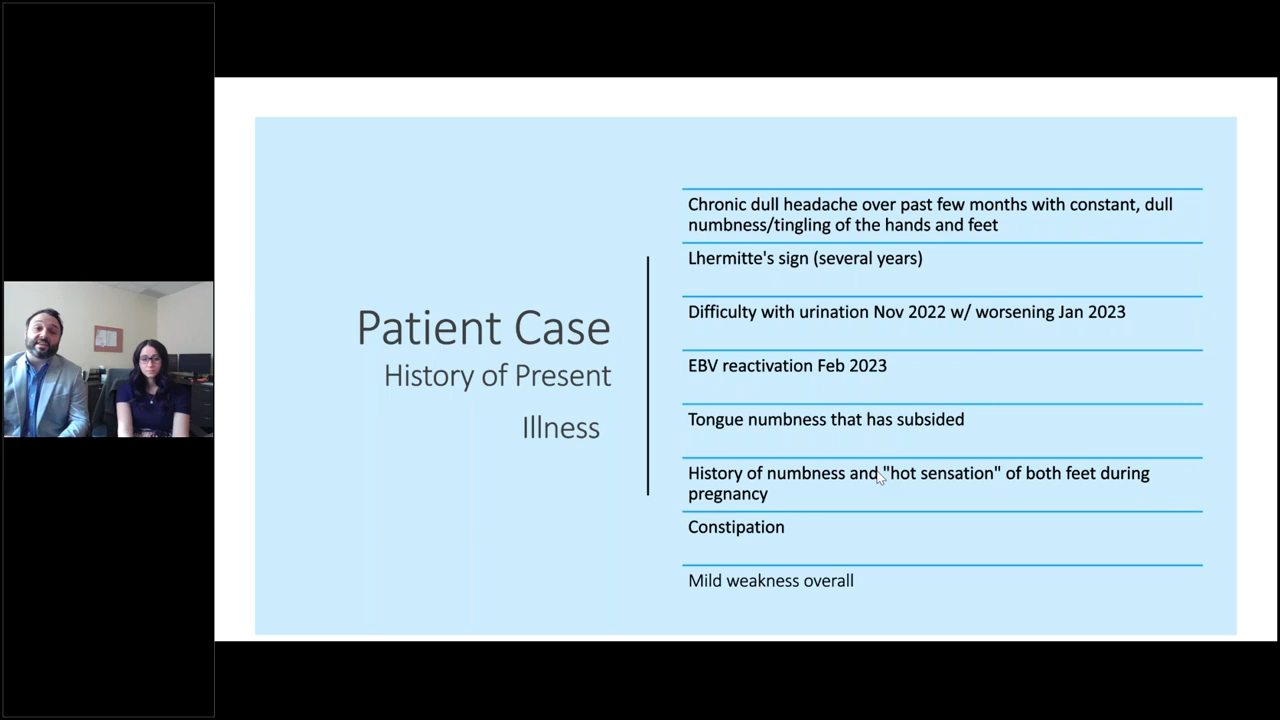 Patient Case
History of Present
Illness
Chronic dull headache over past few months with constant, dull
numbness/tingling of the hands and feet
Lhermitte's sign (several years)
Difficulty with urination Nov 2022 w/ worsening Jan 2023
EBV reactivation Feb 2023
Tongue numbness that has subsided
History of numbness and "hot sensation" of both feet during
pregnancy
Constipation
Mild weakness overall